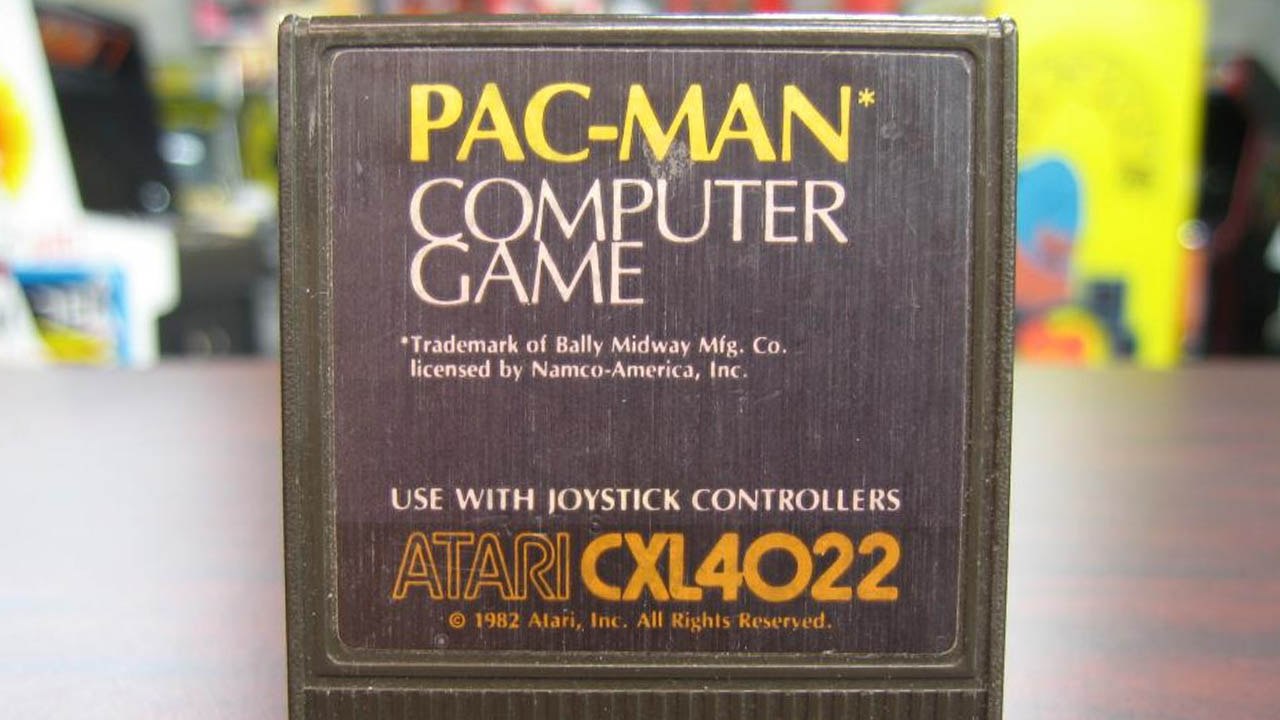 PAC-MAN*
COMPUTER
GAME
*Trademark of Bally Midway Mfg. Co.
licensed by Namco-America, Inc.
USE WITH JOYSTICK CONTROLLERS
ATARI CXL4022
© 1982 Atari, Inc. All Rights Reserved.